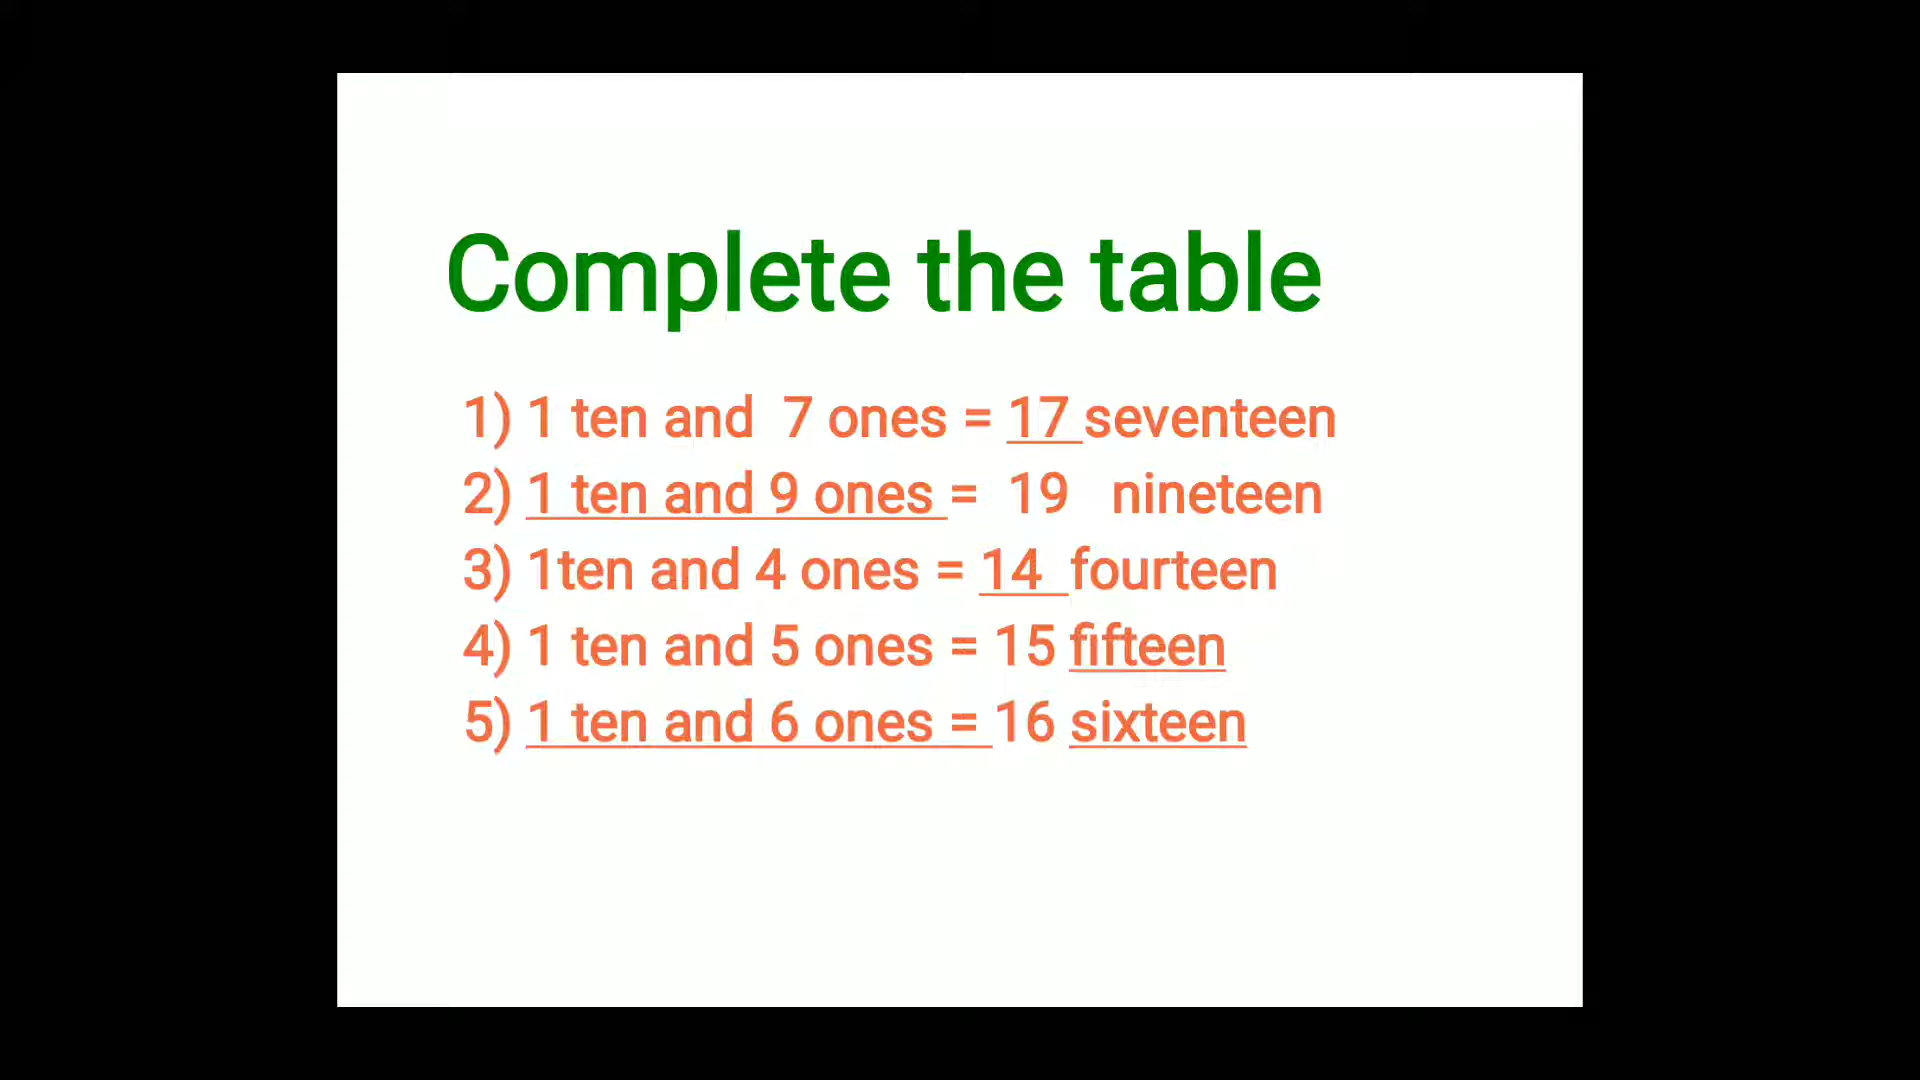 Complete the table
1) 1 ten and 7 ones = 17 seventeen
2) 1 ten and 9 ones = 19 nineteen
3) 1ten and 4 ones = 14 fourteen
4) 1 ten and 5 ones = 15 fifteen
5) 1 ten and 6 ones = 16 sixteen